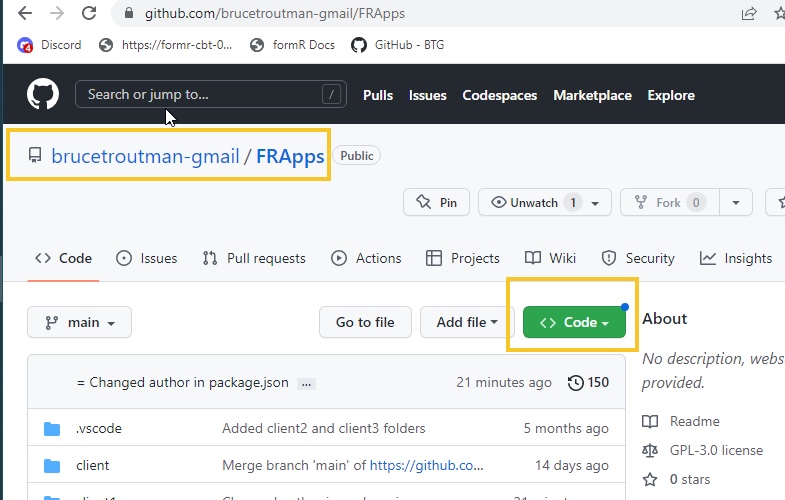 github.com/brucetroutman-gmail/FRApps
4 Discord https://formr-cbt-0... formR Docs GitHub - BTG
Search or jump to... / Pulls Issues Codespaces Marketplace Explore
brucetroutman-gmail / FRApps Public
Pin Unwatch 1 Fork 0
<> Code Issues Pull requests Actions Projects Wiki Security Insights
main Go to file Add file <> Code About
No description, webs
provided.
= Changed author in package.json ... 21 minutes ago 150
.vscode Added client2 and client3 folders 5 months ago
Readme
client Merge branch 'main' of https://github.co... 14 days ago
GPL-3.0 license
0 stars